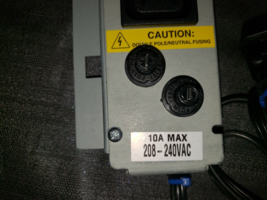 CAUTION:
DOUBLE POLE/NEUTRAL FUSING
10A MAX
208-240VAC